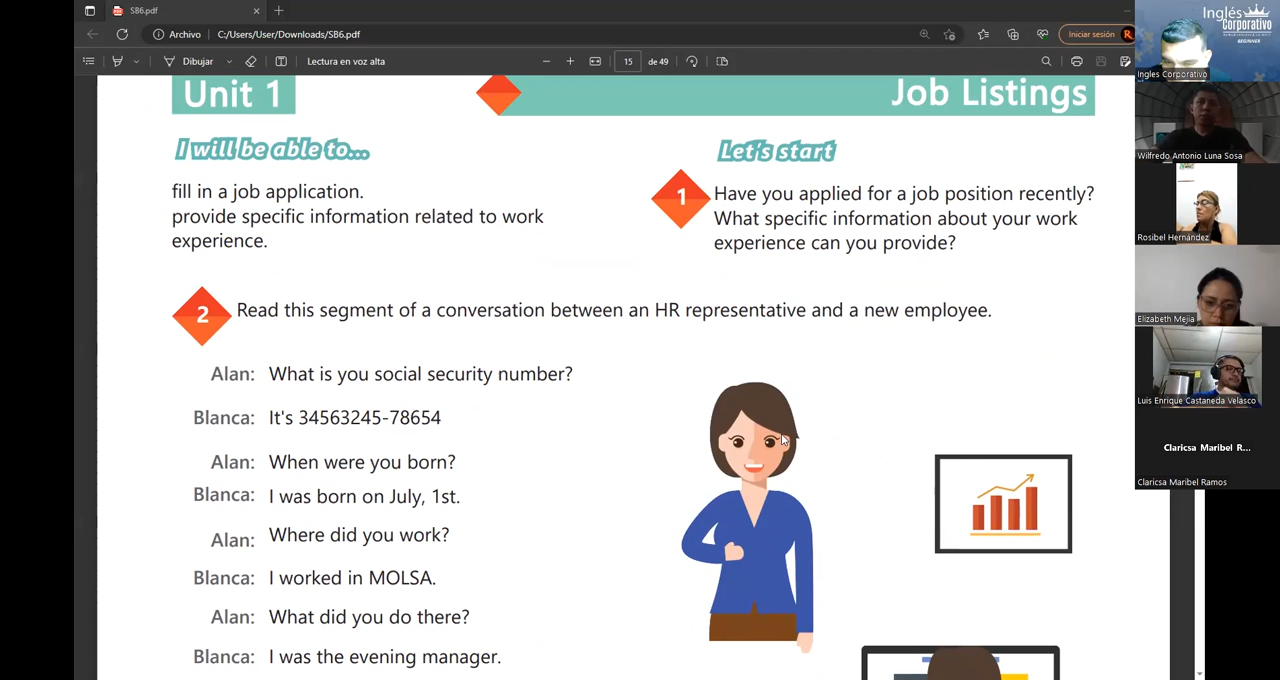 SB6.pdf
Archivo
C:/Users/User/Downloads/SB6.pdf
Iniciar sesión
R
Dibujar
Lectura en voz alta
15
de 49
Unit 1
Job Listings
I will be able to...
fill in a job application.
provide specific information related to work
experience.
Let's start
1
Have you applied for a job position recently?
What specific information about your work
experience can you provide?
2
Read this segment of a conversation between an HR representative and a new employee.
Alan: What is you social security number?
Blanca: It's 34563245-78654
Alan: When were you born?
Blanca: I was born on July, 1st.
Alan: Where did you work?
Blanca: I worked in MOLSA.
Alan: What did you do there?
Blanca: I was the evening manager.
Inglés
Corporativo
BEGINNER
Ingles Corporativo
Wilfredo Antonio Luna Sosa
Rosibel Hernández
Elizabeth Mejia
Luis Enrique Castaneda Velasco
Claricsa Maribel R...
Claricsa Maribel Ramos